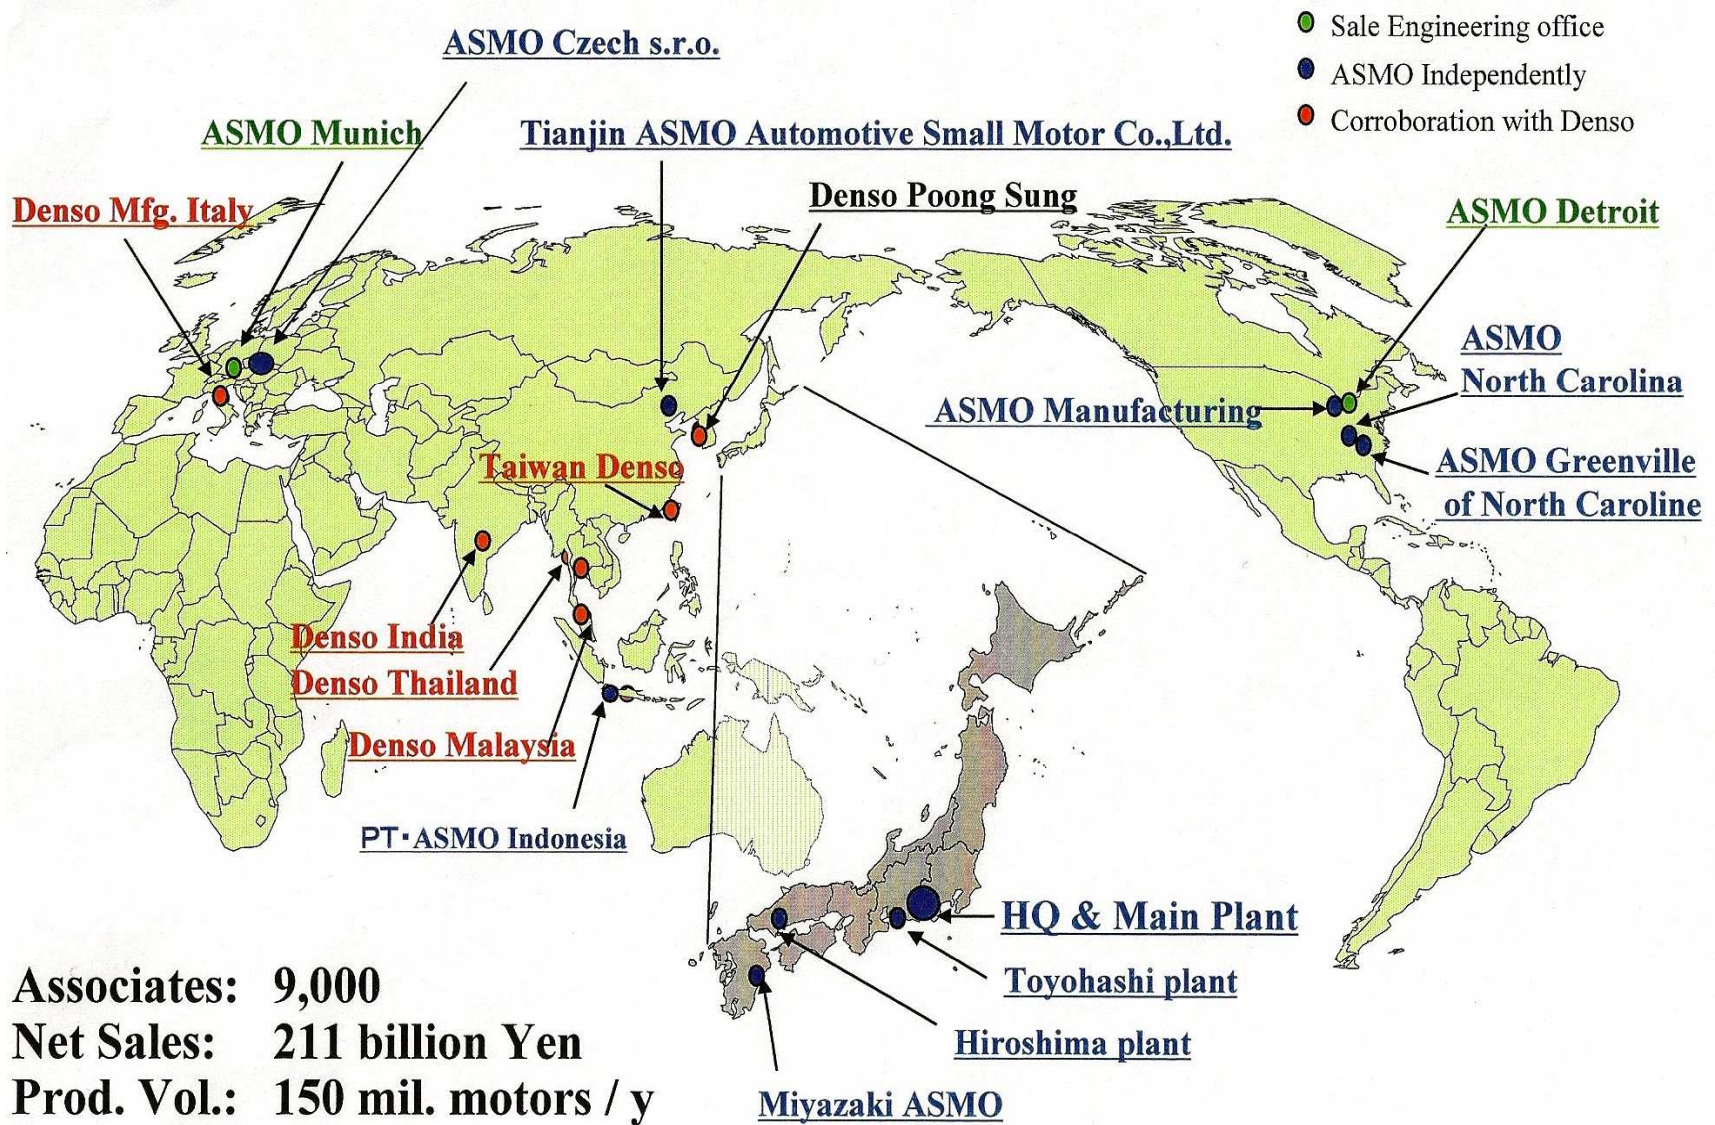 ASMO Czech s.r.o.
Sale Engineering office
ASMO Independently
Corroboration with Denso
ASMO Munich
Tianjin ASMO Automotive Small Motor Co.,Ltd.
Denso Mfg. Italy
Denso Poong Sung
ASMO Detroit
ASMO
North Carolina
ASMO Manufacturing
ASMO Greenville
of North Caroline
Taiwan Denso
Denso India
Denso Thailand
Denso Malaysia
PT·ASMO Indonesia
HQ & Main Plant
Toyohashi plant
Hiroshima plant
Miyazaki ASMO
Associates: 9,000
Net Sales: 211 billion Yen
Prod. Vol.: 150 mil. motors / y